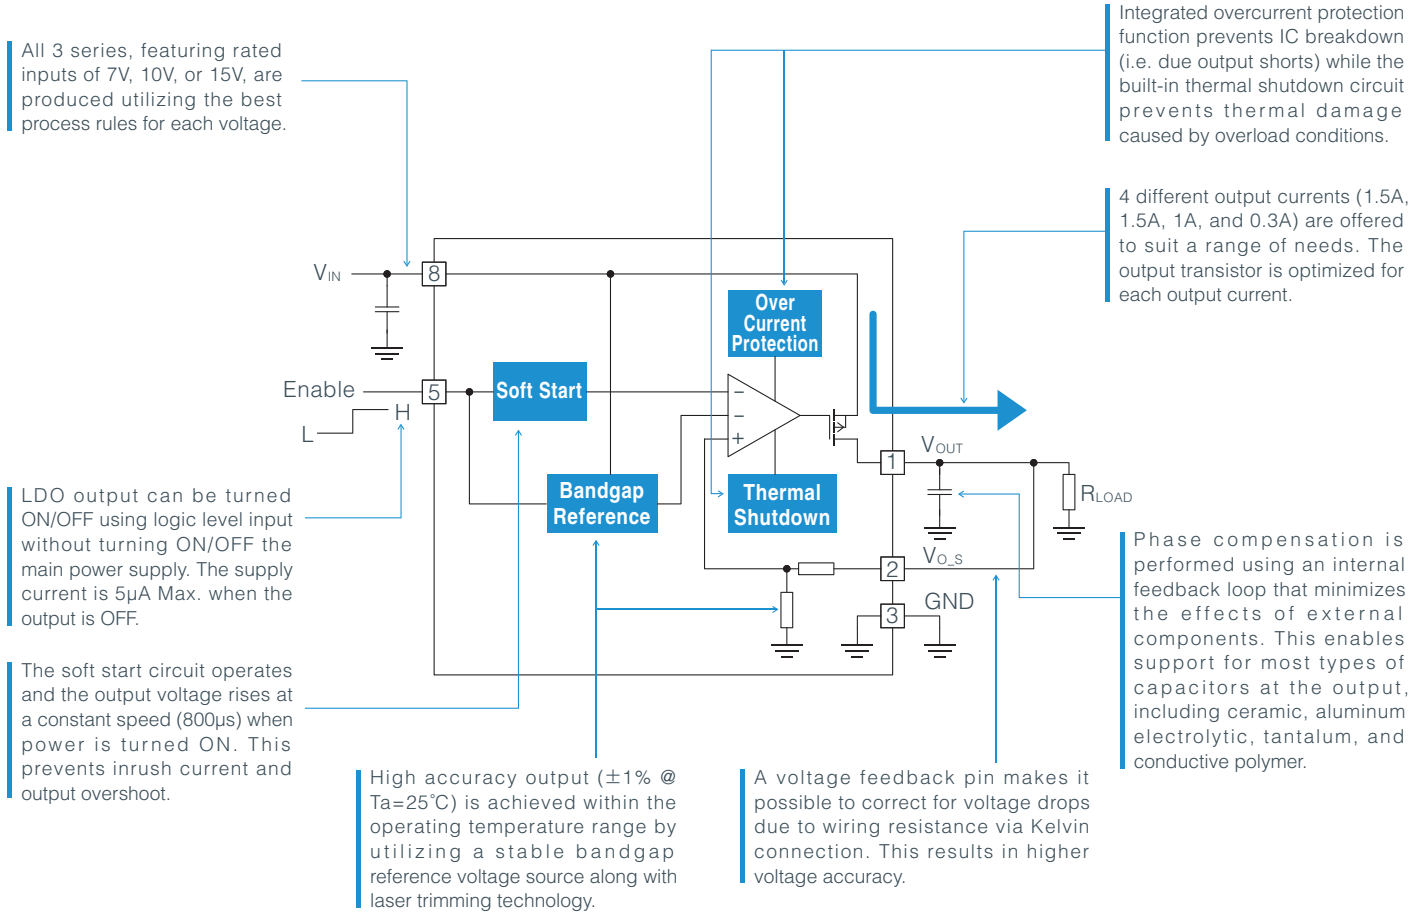 All 3 series, featuring rated
inputs of 7V, 10V, or 15V, are
produced utilizing the best
process rules for each voltage.
Integrated overcurrent protection
function prevents IC breakdown
(i.e. due output shorts) while the
built-in thermal shutdown circuit
prevents thermal damage
caused by overload conditions.
4 different output currents (1.5A,
1.5A, 1A, and 0.3A) are offered
to suit a range of needs. The
output transistor is optimized for
each output current.
VIN
8
Over
Current
Protection
Enable
5
Soft Start
L
H
−
−
+
1
VOUT
RLOAD
Bandgap
Reference
Thermal
Shutdown
2
VO_S
3
GND
LDO output can be turned
ON/OFF using logic level input
without turning ON/OFF the
main power supply. The supply
current is 5µA Max. when the
output is OFF.
The soft start circuit operates
and the output voltage rises at
a constant speed (800µs) when
power is turned ON. This
prevents inrush current and
output overshoot.
Phase compensation is
performed using an internal
feedback loop that minimizes
the effects of external
components. This enables
support for most types of
capacitors at the output,
including ceramic, aluminum
electrolytic, tantalum, and
conductive polymer.
High accuracy output (±1% @
Ta=25˚C) is achieved within the
operating temperature range by
utilizing a stable bandgap
reference voltage source along with
laser trimming technology.
A voltage feedback pin makes it
possible to correct for voltage drops
due to wiring resistance via Kelvin
connection. This results in higher
voltage accuracy.